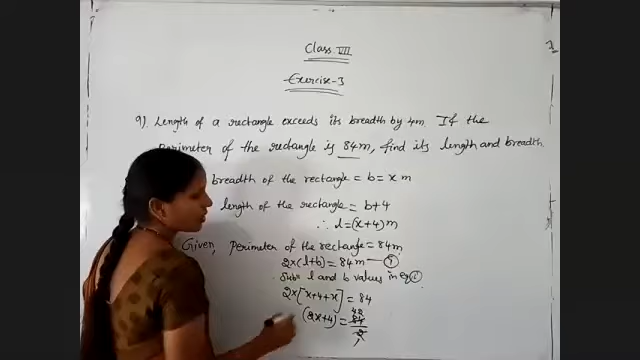 Class VII
Exercise-3
9). Length of a rectangle exceeds its breadth by 4m If the
perimeter of the rectangle is 84m, find its length and breadth
breadth of the rectangle = b = x m
length of the rectangle = b+4
∴ l=(x+4)m
Given, Perimeter of the rectangle = 84m
2×(l+b) = 84m —①
Sub= l and b values in eq ①
2×[x+4+x] = 84
(2x+4) = 84 42
2 1